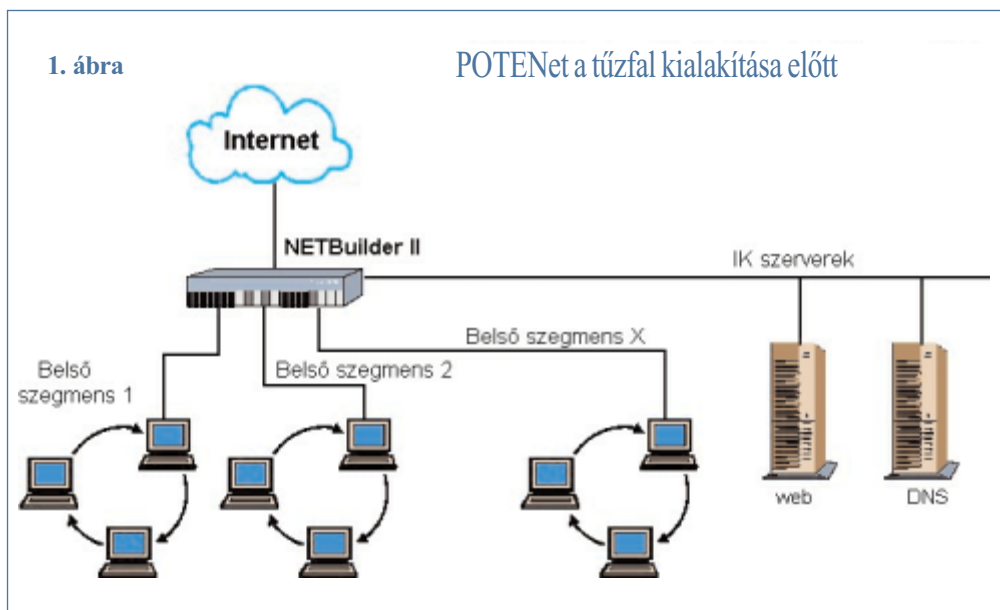 1. ábra
POTENet a tűzfal kialakítása előtt
Internet
NETBuilder II
IK szerverek
Belső szegmens X
Belső
szegmens 1
Belső szegmens 2
web
DNS